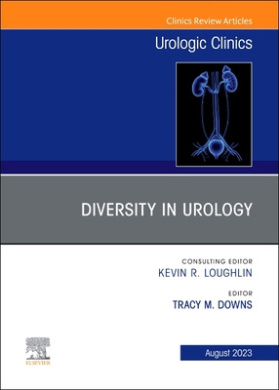 Clinics Review Articles
Urologic Clinics
DIVERSITY IN UROLOGY
CONSULTING EDITOR
KEVIN R. LOUGHLIN
EDITOR
TRACY M. DOWNS
ELSEVIER
August 2023